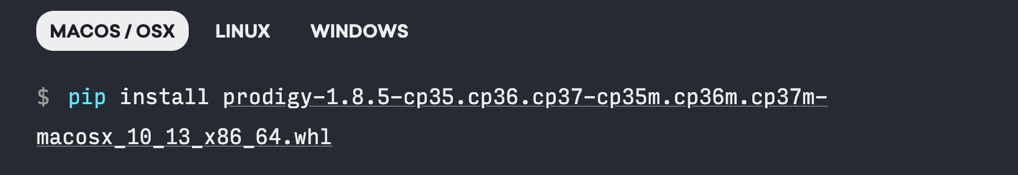 MACOS / OSX LINUX WINDOWS
$ pip install prodigy-1.8.5-cp35.cp36.cp37-cp35m.cp36m.cp37m-
macosx_10_13_x86_64.whl